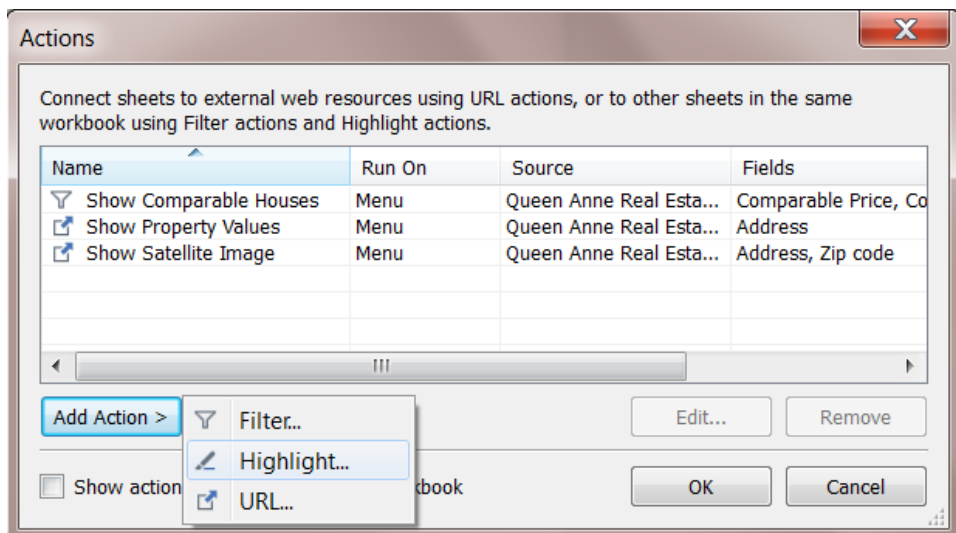 Actions
Connect sheets to external web resources using URL actions, or to other sheets in the same
workbook using Filter actions and Highlight actions.
Name Run On Source Fields
Show Comparable Houses Menu Queen Anne Real Esta... Comparable Price, Co
Show Property Values Menu Queen Anne Real Esta... Address
Show Satellite Image Menu Queen Anne Real Esta... Address, Zip code
Add Action > Filter... Edit... Remove
Highlight...
Show action kbook OK Cancel
URL...